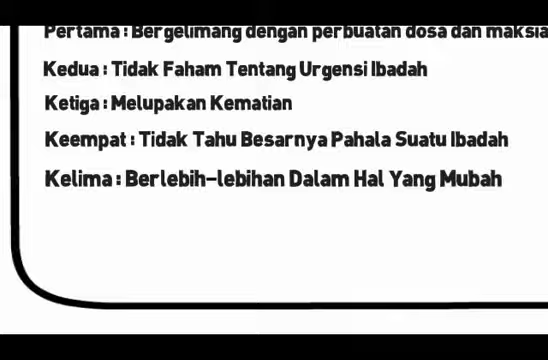 Pertama : Bergelimang dengan perbuatan dosa dan
Kedua : Tidak Faham Tentang Urgensi Ibadah
Ketiga : Melupakan Kematian
Keempat : Tidak Tahu Besarnya Pahala Suatu Ibadah
Kelima : Berlebih-lebihan Dalam Hal Yang Mubah